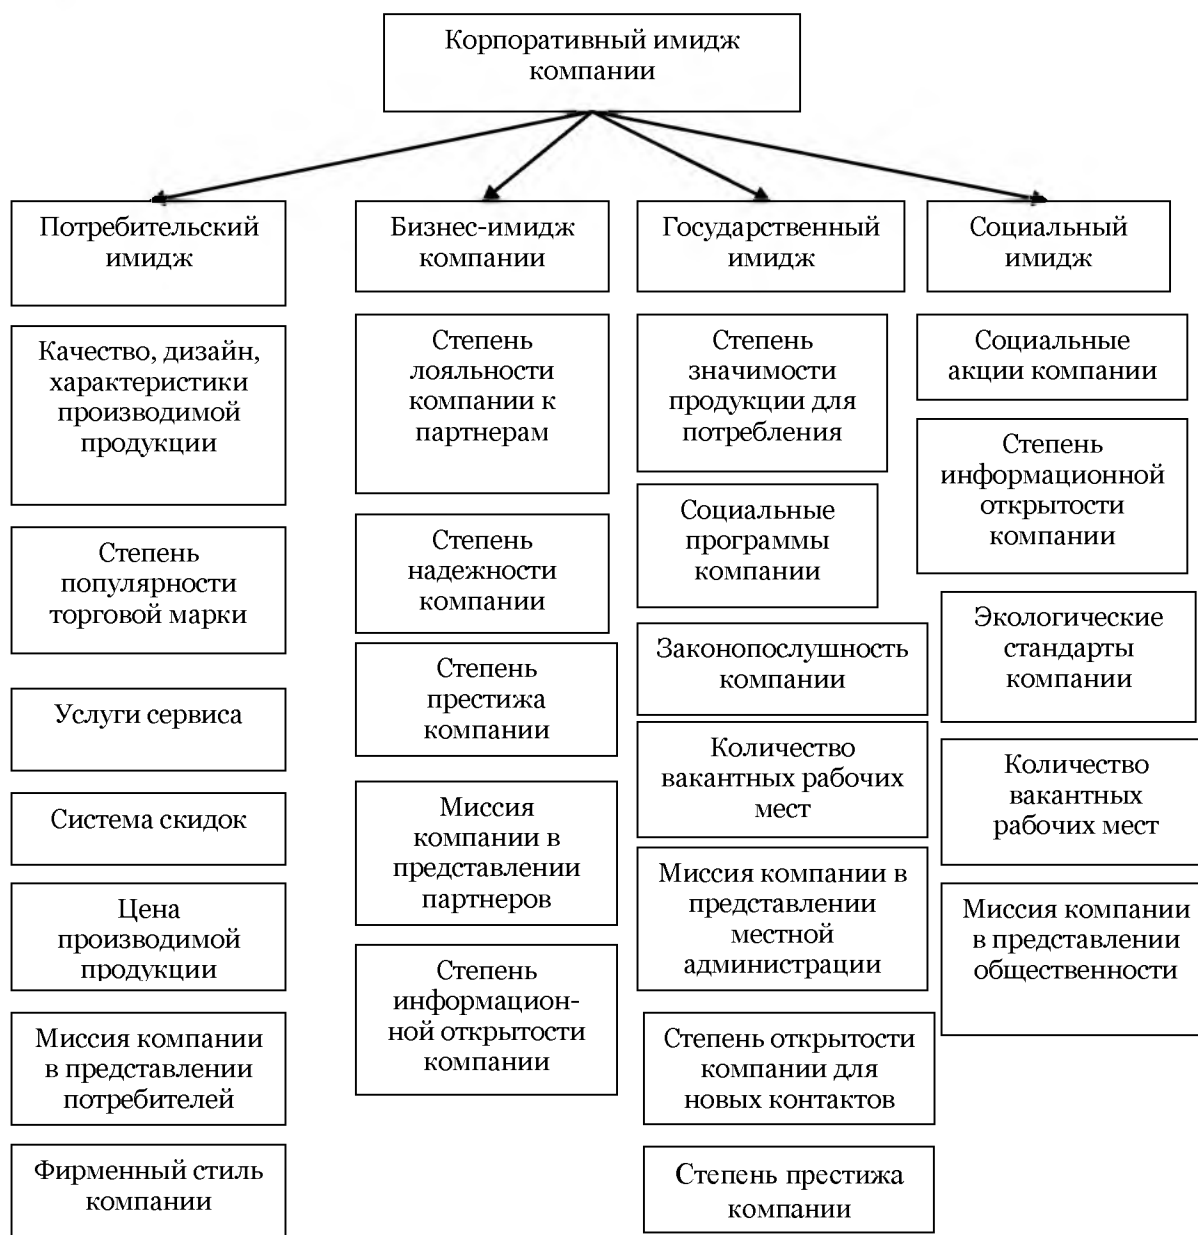 Корпоративный имидж
компании
Потребительский
имидж
Качество, дизайн,
характеристики
производимой
продукции
Степень
популярности
торговой марки
Услуги сервиса
Система скидок
Цена
производимой
продукции
Миссия компании
в представлении
потребителей
Фирменный стиль
компании
Бизнес-имидж
компании
Степень
лояльности
компании к
партнерам
Степень
надежности
компании
Степень
престижа
компании
Миссия
компании в
представлении
партнеров
Степень
информацион-
ной открытости
компании
Государственный
имидж
Степень
значимости
продукции для
потребления
Социальные
программы
компании
Законопослушность
компании
Количество
вакантных рабочих
мест
Миссия компании в
представлении
местной
администрации
Степень открытости
компании для
новых контактов
Степень престижа
компании
Социальный
имидж
Социальные
акции компании
Степень
информационной
открытости
компании
Экологические
стандарты
компании
Количество
вакантных
рабочих мест
Миссия компании
в представлении
общественности